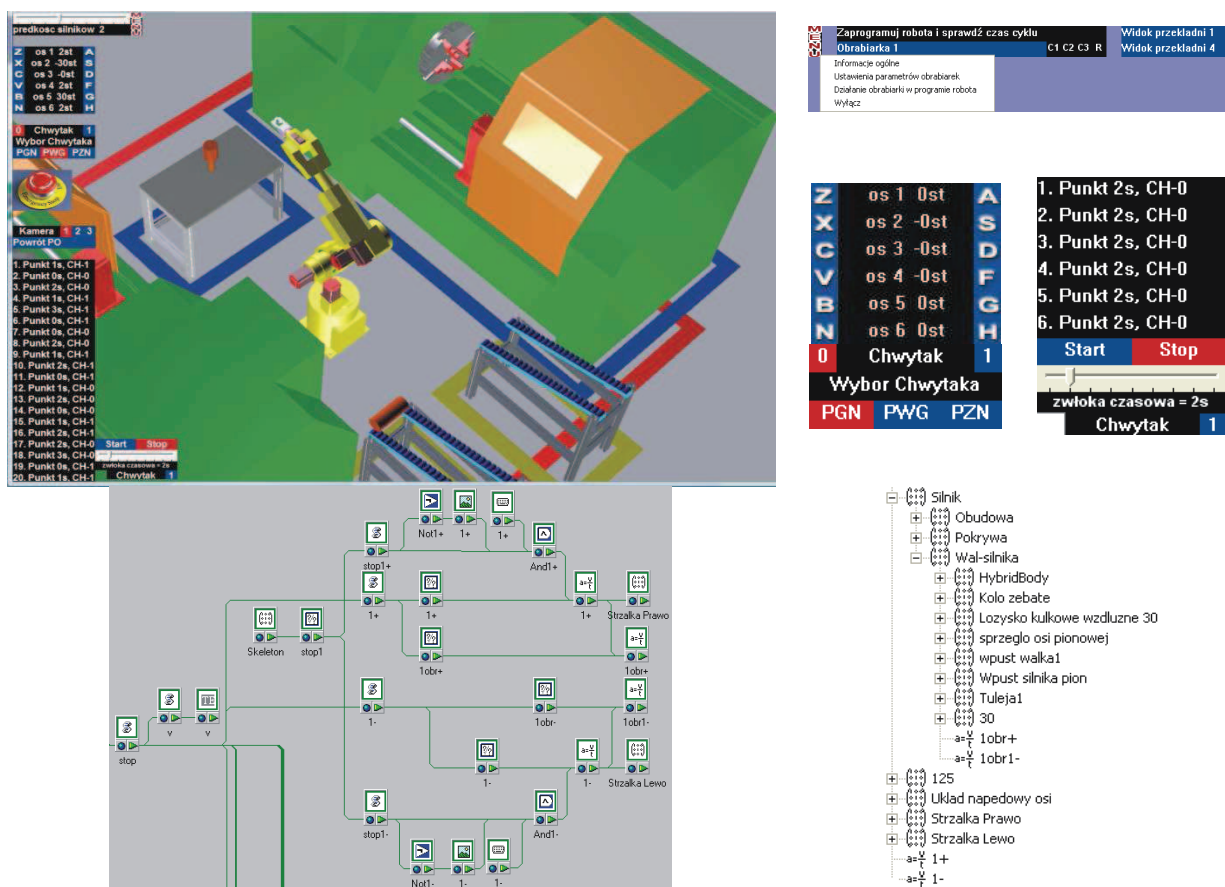 predkosc silnikow 2
MENU
Z os 1 2st A
X os 2 -30st S
C os 3 -0st D
V os 4 2st F
B os 5 30st G
N os 6 2st H
0 Chwytak 1
Wybor Chwytaka
PGN PWG PZN
Kamera 1 2 3
Powrót PO
1. Punkt 1s, CH-1
2. Punkt 0s, CH-0
3. Punkt 2s, CH-0
4. Punkt 1s, CH-1
5. Punkt 3s, CH-1
6. Punkt 0s, CH-1
7. Punkt 0s, CH-0
8. Punkt 2s, CH-0
9. Punkt 1s, CH-1
10. Punkt 2s, CH-1
11. Punkt 0s, CH-1
12. Punkt 1s, CH-0
13. Punkt 2s, CH-0
14. Punkt 0s, CH-0
15. Punkt 1s, CH-1
16. Punkt 2s, CH-1
17. Punkt 2s, CH-0
18. Punkt 3s, CH-0
19. Punkt 0s, CH-1
20. Punkt 1s, CH-1
Start Stop
zwłoka czasowa = 2s
Chwytak 1
MENU
Zaprogramuj robota i sprawdź czas cyklu
Widok przekładni 1
Obrabiarka 1 C1 C2 C3 R
Widok przekładni 4
Informacje ogólne
Ustawienia parametrów obrabiarek
Działanie obrabiarki w programie robota
Wyłącz
Z os 1 0st A
X os 2 -0st S
C os 3 -0st D
V os 4 -0st F
B os 5 0st G
N os 6 0st H
0 Chwytak 1
Wybor Chwytaka
PGN PWG PZN
1. Punkt 2s, CH-0
2. Punkt 2s, CH-0
3. Punkt 2s, CH-0
4. Punkt 2s, CH-0
5. Punkt 2s, CH-0
6. Punkt 2s, CH-0
Start Stop
zwłoka czasowa = 2s
Chwytak 1
Not1+ 1+ 1+
stop1+ And1+
1+ 1+ 1+ Strzalka Prawo
Skeleton stop1
1obr+ 1obr+
1- 1obr- 1obr1-
stop v v
1- 1- Strzalka Lewo
stop1- And1-
Not1- 1- 1-
Silnik
Obudowa
Pokrywa
Wal-silnika
HybridBody
Kolo zebate
Lozysko kulkowe wzdluzne 30
sprzeglo osi pionowej
wpust walka1
Wpust silnika pion
Tuleja1
30
1obr+
1obr1-
125
Uklad napedowy osi
Strzalka Prawo
Strzalka Lewo
1+
1-